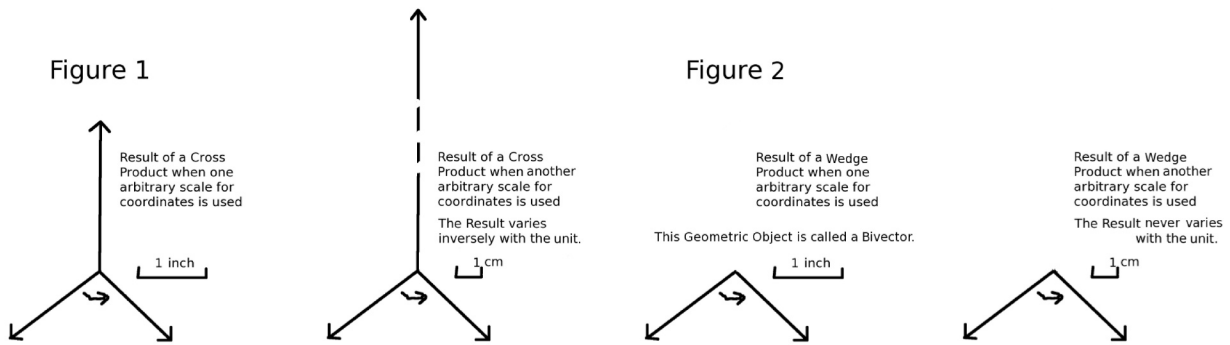 Figure 1
Result of a Cross
Product when one
arbitrary scale for
coordinates is used
1 inch
Result of a Cross
Product when another
arbitrary scale for
coordinates is used
The Result varies
inversely with the unit.
1 cm
Figure 2
Result of a Wedge
Product when one
arbitrary scale for
coordinates is used
This Geometric Object is called a Bivector.
1 inch
Result of a Wedge
Product when another
arbitrary scale for
coordinates is used
The Result never varies
with the unit.
1 cm